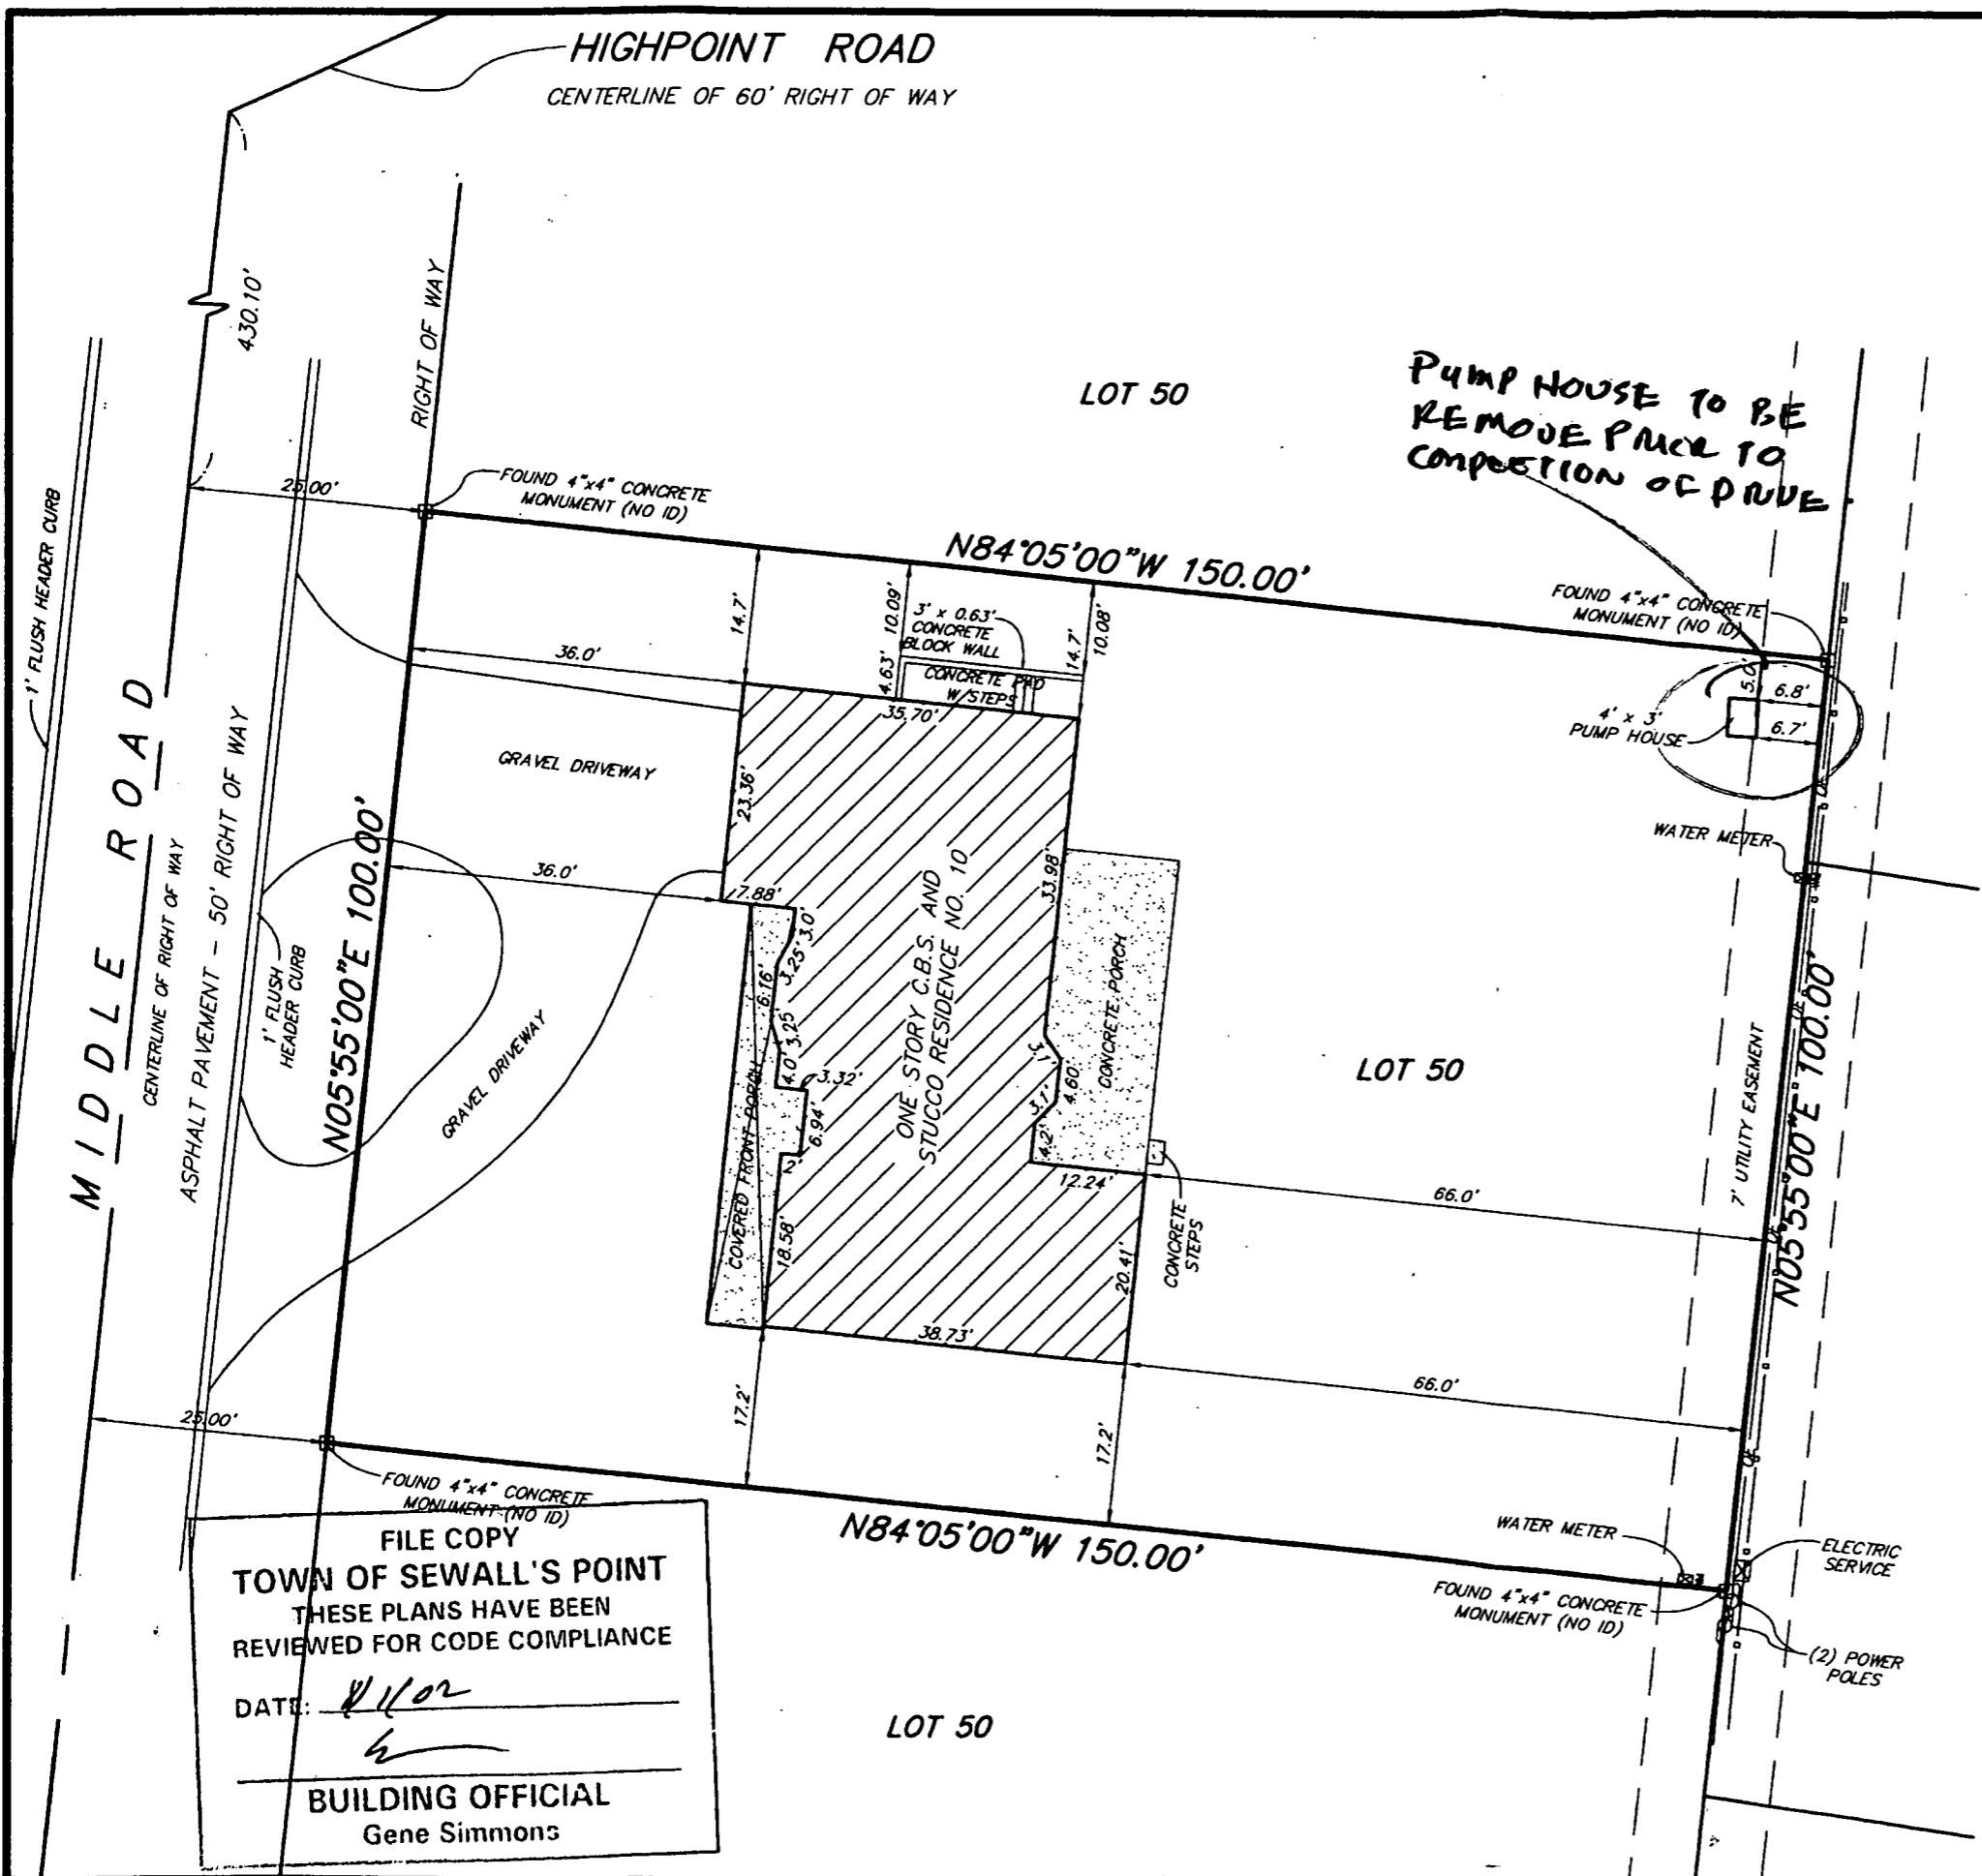 HIGHPOINT ROAD
CENTERLINE OF 60' RIGHT OF WAY
430.10'
RIGHT OF WAY
LOT 50
PUMP HOUSE TO BE
REMOVE PRIOR TO
COMPLETION OF DRIVE
1' FLUSH HEADER CURB
25.00'
FOUND 4"x4" CONCRETE
MONUMENT (NO ID)
N84°05'00"W 150.00'
FOUND 4"x4" CONCRETE
MONUMENT (NO ID)
14.7'
10.09'
3' x 0.63'
CONCRETE
BLOCK WALL
14.7'
10.08'
36.0'
4.63'
CONCRETE PAD
W/STEPS
35.70'
5.0'
6.8'
4' x 3'
PUMP HOUSE
6.7'
MIDDLE ROAD
CENTERLINE OF RIGHT OF WAY
ASPHALT PAVEMENT - 50' RIGHT OF WAY
1' FLUSH
HEADER CURB
N05°55'00"E 100.00'
GRAVEL DRIVEWAY
23.36'
36.0'
17.88'
3.0'
3.25'
6.16'
3.25'
4.0'
3.32'
6.94'
2'
18.58'
COVERED FRONT PORCH
GRAVEL DRIVEWAY
ONE STORY C.B.S. AND
STUCCO RESIDENCE NO. 10
33.98'
CONCRETE PORCH
3.1'
4.60'
3.1'
4.2'
12.24'
20.41'
38.73'
CONCRETE
STEPS
WATER METER
LOT 50
7' UTILITY EASEMENT
N05°55'00"E 100.00'
66.0'
66.0'
17.2'
17.2'
25.00'
FOUND 4"x4" CONCRETE
MONUMENT (NO ID)
N84°05'00"W 150.00'
WATER METER
ELECTRIC
SERVICE
FOUND 4"x4" CONCRETE
MONUMENT (NO ID)
(2) POWER
POLES
LOT 50
FILE COPY
TOWN OF SEWALL'S POINT
THESE PLANS HAVE BEEN
REVIEWED FOR CODE COMPLIANCE
DATE:
BUILDING OFFICIAL
Gene Simmons